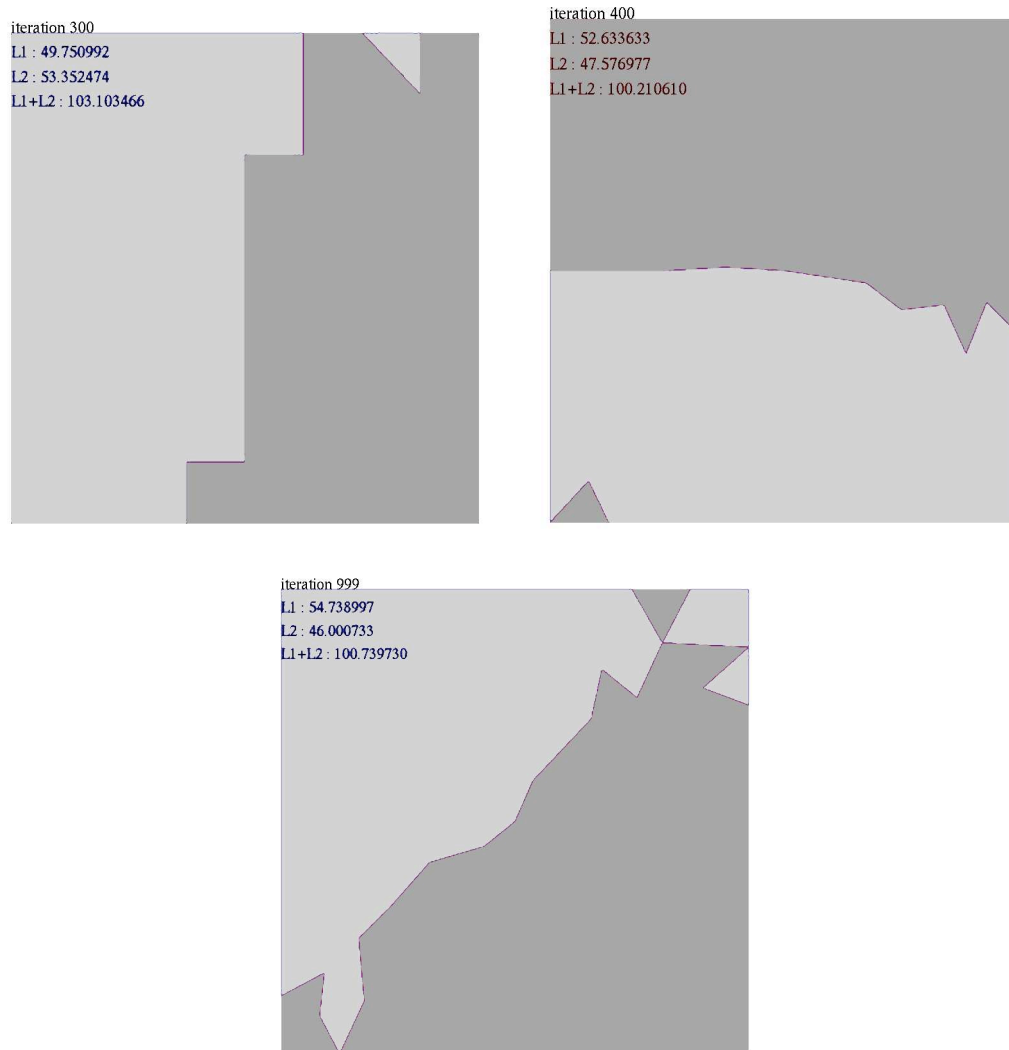 iteration 300
L1 : 49.750992
L2 : 53.352474
L1+L2 : 103.103466
iteration 400
L1 : 52.633633
L2 : 47.576977
L1+L2 : 100.210610
iteration 999
L1 : 54.738997
L2 : 46.000733
L1+L2 : 100.739730